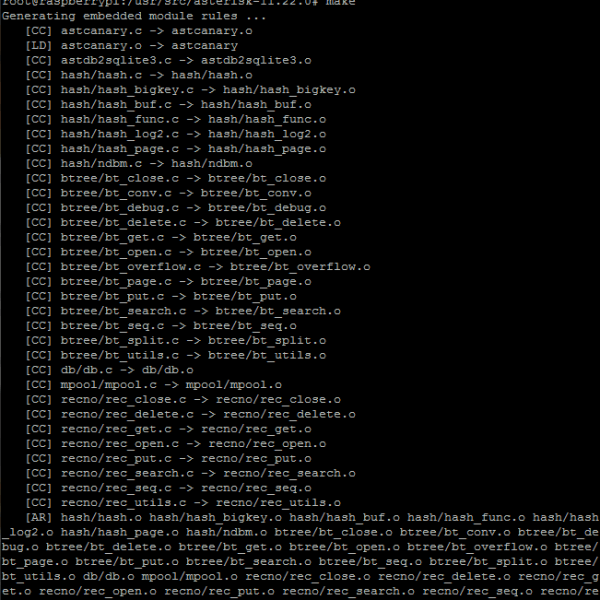 root@raspberrypi:/usr/src/asterisk-11.22.0# make
Generating embedded module rules ...
[CC] astcanary.c -> astcanary.o
[LD] astcanary.o -> astcanary
[CC] astdb2sqlite3.c -> astdb2sqlite3.o
[CC] hash/hash.c -> hash/hash.o
[CC] hash/hash_bigkey.c -> hash/hash_bigkey.o
[CC] hash/hash_buf.c -> hash/hash_buf.o
[CC] hash/hash_func.c -> hash/hash_func.o
[CC] hash/hash_log2.c -> hash/hash_log2.o
[CC] hash/hash_page.c -> hash/hash_page.o
[CC] hash/ndbm.c -> hash/ndbm.o
[CC] btree/bt_close.c -> btree/bt_close.o
[CC] btree/bt_conv.c -> btree/bt_conv.o
[CC] btree/bt_debug.c -> btree/bt_debug.o
[CC] btree/bt_delete.c -> btree/bt_delete.o
[CC] btree/bt_get.c -> btree/bt_get.o
[CC] btree/bt_open.c -> btree/bt_open.o
[CC] btree/bt_overflow.c -> btree/bt_overflow.o
[CC] btree/bt_page.c -> btree/bt_page.o
[CC] btree/bt_put.c -> btree/bt_put.o
[CC] btree/bt_search.c -> btree/bt_search.o
[CC] btree/bt_seq.c -> btree/bt_seq.o
[CC] btree/bt_split.c -> btree/bt_split.o
[CC] btree/bt_utils.c -> btree/bt_utils.o
[CC] db/db.c -> db/db.o
[CC] mpool/mpool.c -> mpool/mpool.o
[CC] recno/rec_close.c -> recno/rec_close.o
[CC] recno/rec_delete.c -> recno/rec_delete.o
[CC] recno/rec_get.c -> recno/rec_get.o
[CC] recno/rec_open.c -> recno/rec_open.o
[CC] recno/rec_put.c -> recno/rec_put.o
[CC] recno/rec_search.c -> recno/rec_search.o
[CC] recno/rec_seq.c -> recno/rec_seq.o
[CC] recno/rec_utils.c -> recno/rec_utils.o
[AR] hash/hash.o hash/hash_bigkey.o hash/hash_buf.o hash/hash_func.o hash/hash
_log2.o hash/hash_page.o hash/ndbm.o btree/bt_close.o btree/bt_conv.o btree/bt_de
bug.o btree/bt_delete.o btree/bt_get.o btree/bt_open.o btree/bt_overflow.o btree/
bt_page.o btree/bt_put.o btree/bt_search.o btree/bt_seq.o btree/bt_split.o btree/
bt_utils.o db/db.o mpool/mpool.o recno/rec_close.o recno/rec_delete.o recno/rec_g
et.o recno/rec_open.o recno/rec_put.o recno/rec_search.o recno/rec_seq.o recno/re